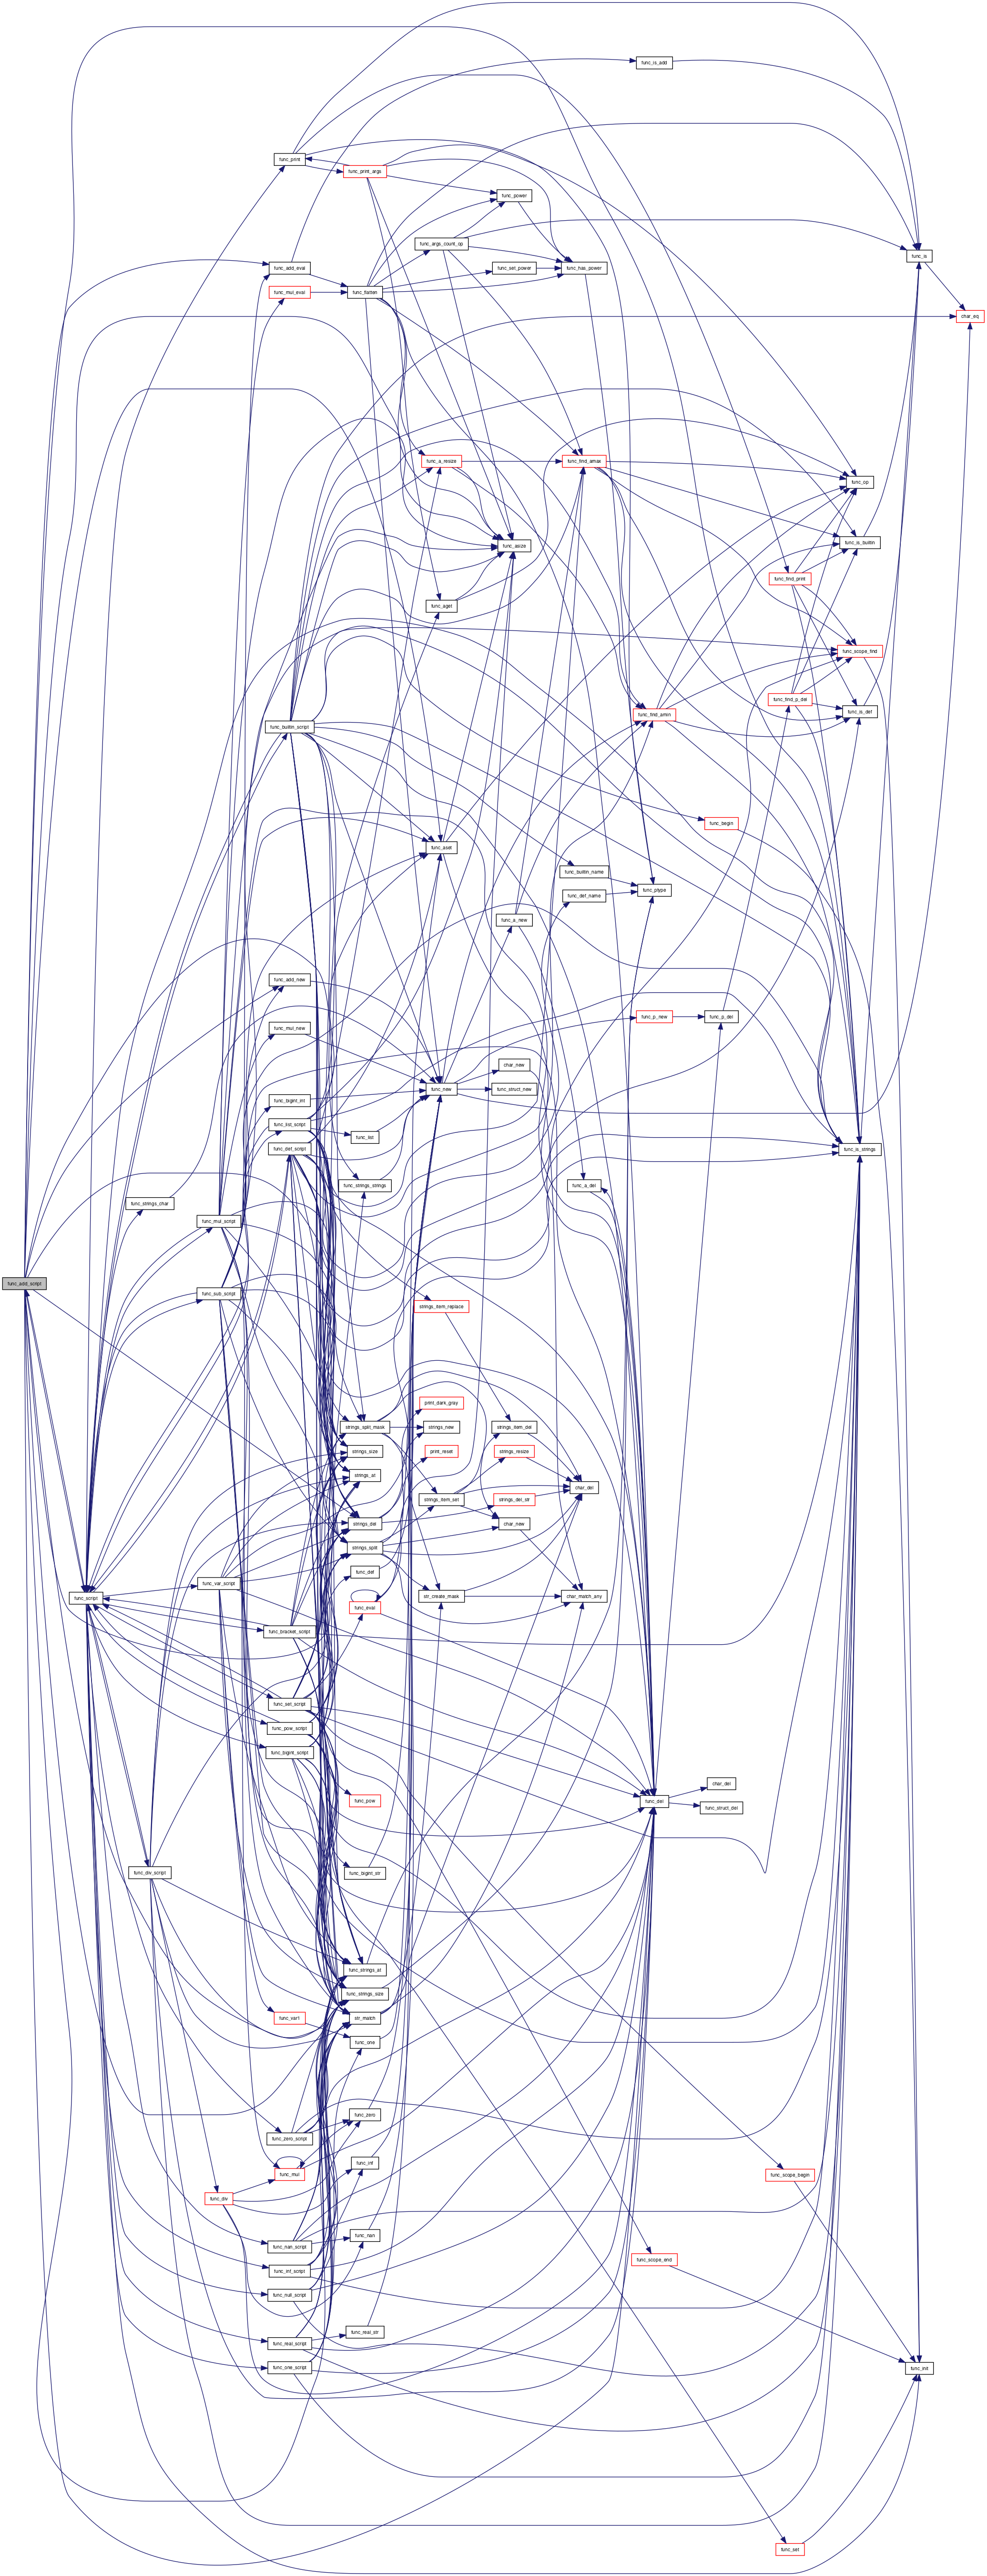 func_is_add
func_print
func_print_args
func_power
func_args_count_op
func_is
func_add_eval
func_set_power
func_has_power
func_mul_eval
func_flatten
char_eq
func_a_resize
func_find_amax
func_op
func_is_builtin
func_asize
func_find_print
func_aget
func_scope_find
func_find_p_del
func_is_def
func_find_amin
func_builtin_script
func_begin
func_aset
func_builtin_name
func_ptype
func_def_name
func_a_new
func_add_new
func_p_new
func_p_del
func_mul_new
char_new
func_new
func_struct_new
func_bigint_int
func_list_script
func_list
func_def_script
func_is_strings
func_strings_strings
func_a_del
func_strings_char
func_mul_script
func_add_script
func_sub_script
strings_item_replace
print_dark_gray
strings_split_mask
strings_new
strings_item_del
strings_size
print_reset
strings_resize
strings_at
char_del
strings_item_set
strings_del_str
strings_del
char_new
strings_split
func_def
func_var_script
func_script
str_create_mask
char_match_any
func_eval
func_bracket_script
func_set_script
func_pow_script
func_bigint_script
char_del
func_pow
func_del
func_struct_del
func_div_script
func_bigint_str
func_strings_at
func_strings_size
func_var1
str_match
func_one
func_zero
func_zero_script
func_inf
func_mul
func_scope_begin
func_div
func_nan
func_nan_script
func_scope_end
func_inf_script
func_init
func_null_script
func_real_str
func_real_script
func_one_script
func_set